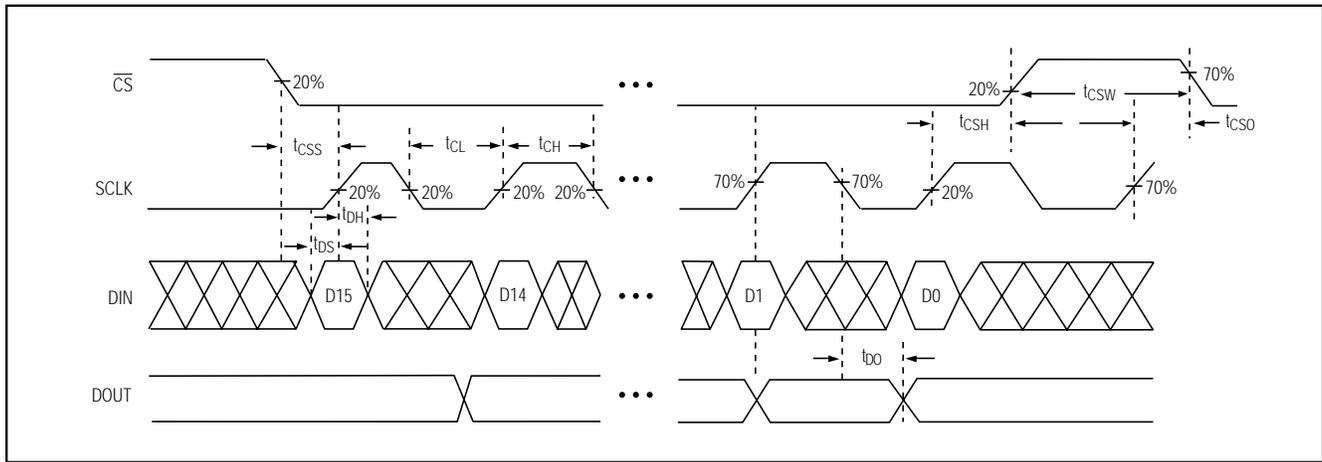 CS
20%
• • •
20%
tCSW
70%
tCSH
tCSO
tCSS
tCL
tCH
SCLK
20%
20%
20%
20%
• • •
70%
70%
20%
70%
tDH
tDS
DIN
D15
D14
• • •
D1
D0
tDO
DOUT
• • •